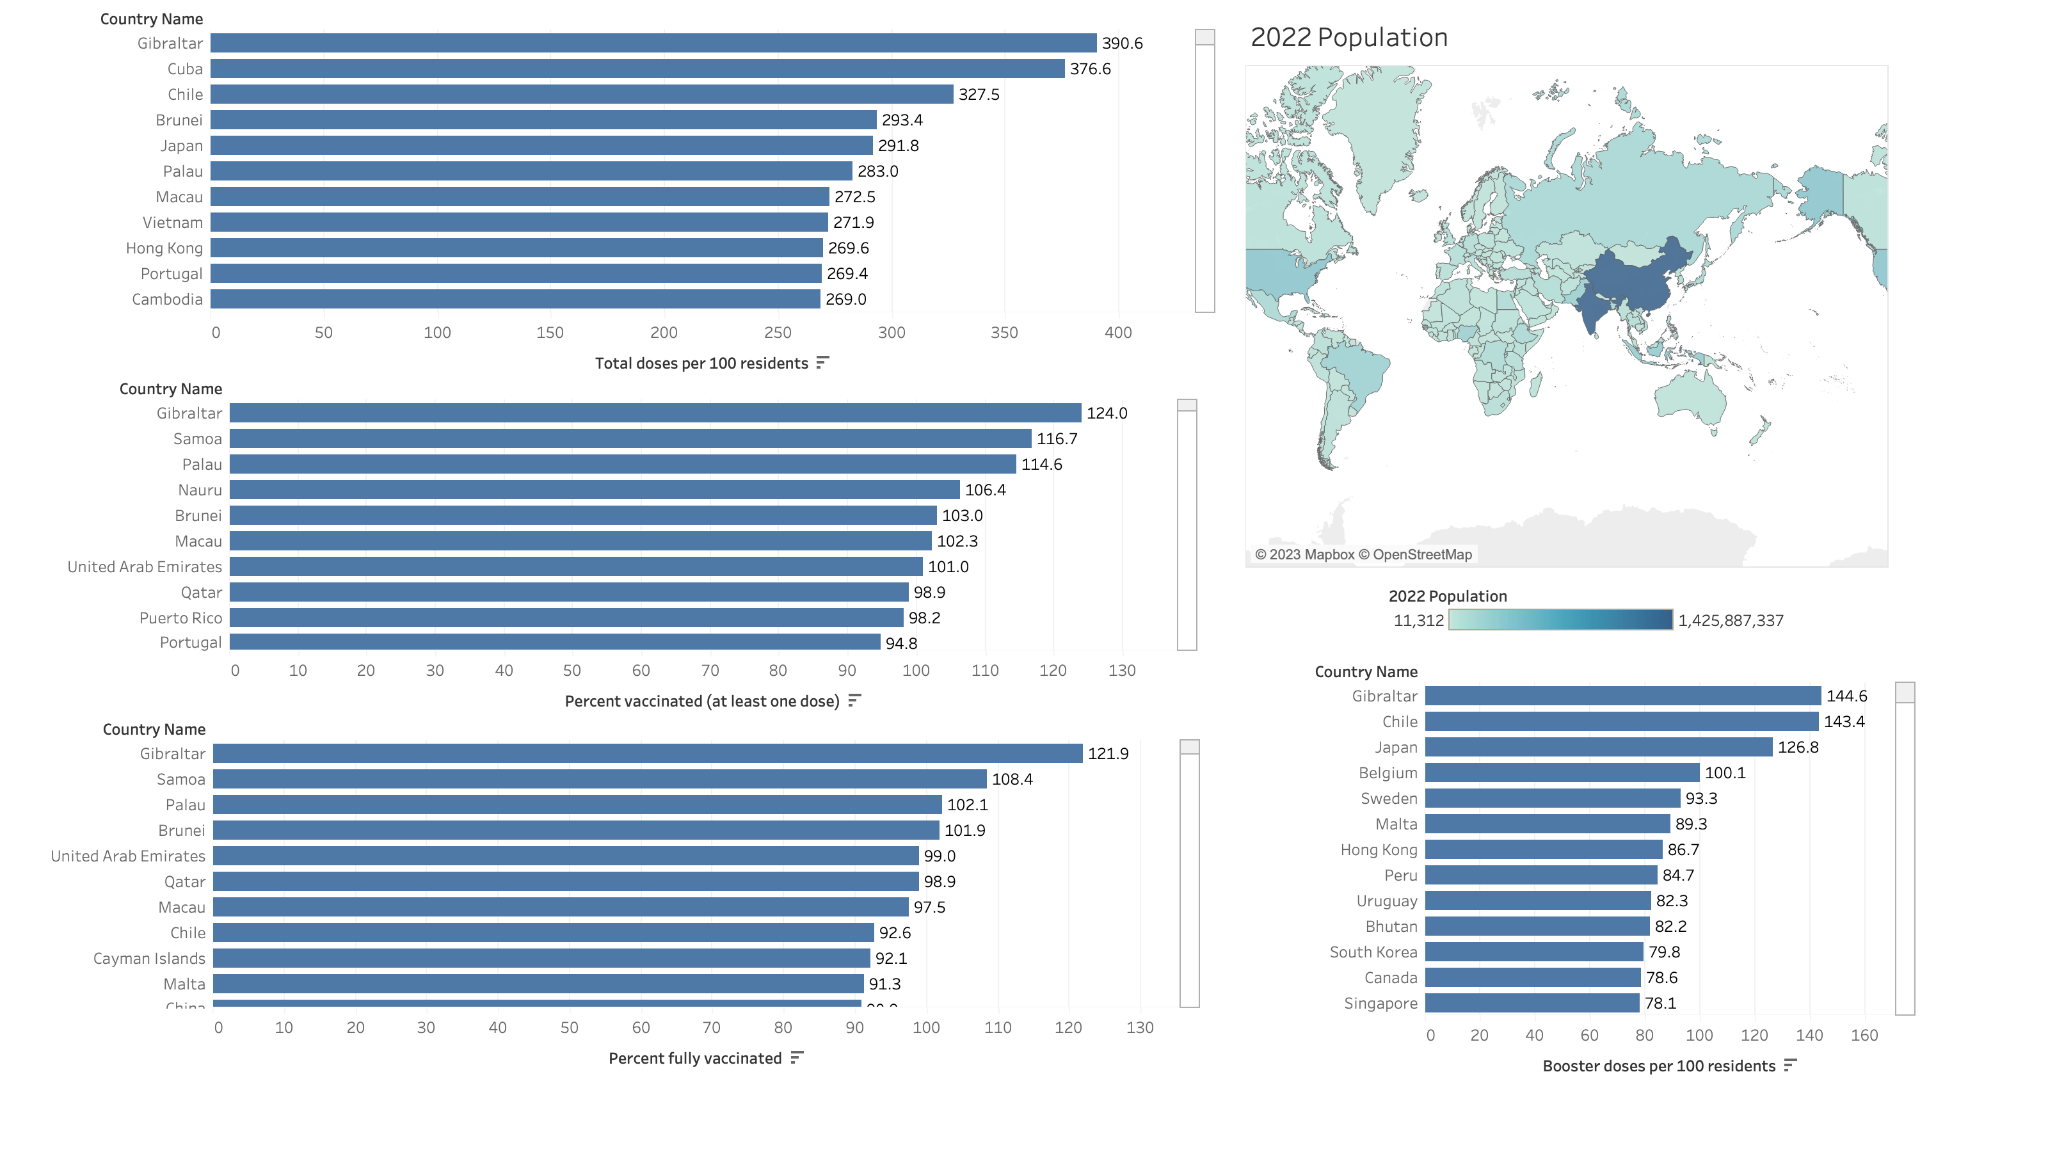 Country Name
Gibraltar 390.6
Cuba 376.6
Chile 327.5
Brunei 293.4
Japan 291.8
Palau 283.0
Macau 272.5
Vietnam 271.9
Hong Kong 269.6
Portugal 269.4
Cambodia 269.0
0 50 100 150 200 250 300 350 400
Total doses per 100 residents
Country Name
Gibraltar 124.0
Samoa 116.7
Palau 114.6
Nauru 106.4
Brunei 103.0
Macau 102.3
United Arab Emirates 101.0
Qatar 98.9
Puerto Rico 98.2
Portugal 94.8
0 10 20 30 40 50 60 70 80 90 100 110 120 130
Percent vaccinated (at least one dose)
Country Name
Gibraltar 121.9
Samoa 108.4
Palau 102.1
Brunei 101.9
United Arab Emirates 99.0
Qatar 98.9
Macau 97.5
Chile 92.6
Cayman Islands 92.1
Malta 91.3
China
0 10 20 30 40 50 60 70 80 90 100 110 120 130
Percent fully vaccinated
2022 Population
© 2023 Mapbox © OpenStreetMap
2022 Population
11,312 1,425,887,337
Country Name
Gibraltar 144.6
Chile 143.4
Japan 126.8
Belgium 100.1
Sweden 93.3
Malta 89.3
Hong Kong 86.7
Peru 84.7
Uruguay 82.3
Bhutan 82.2
South Korea 79.8
Canada 78.6
Singapore 78.1
0 20 40 60 80 100 120 140 160
Booster doses per 100 residents